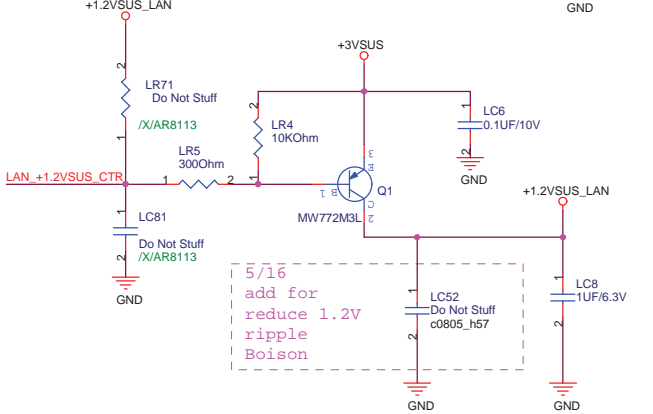 +1.2VSUS_LAN
GND
+3VSUS
2
LR71
Do Not Stuff
/X/AR8113
1
2
LR4
10KOhm
1
1
LC6
0.1UF/10V
2
GND
LR5
300Ohm
LAN_+1.2VSUS_CTR
1
2
3
E
1
B
Q1
C
2
MW772M3L
+1.2VSUS_LAN
1
LC81
Do Not Stuff
/X/AR8113
2
GND
5/16
add for
reduce 1.2V
ripple
Boison
1
LC52
Do Not Stuff
c0805_h57
2
GND
1
LC8
1UF/6.3V
2
GND